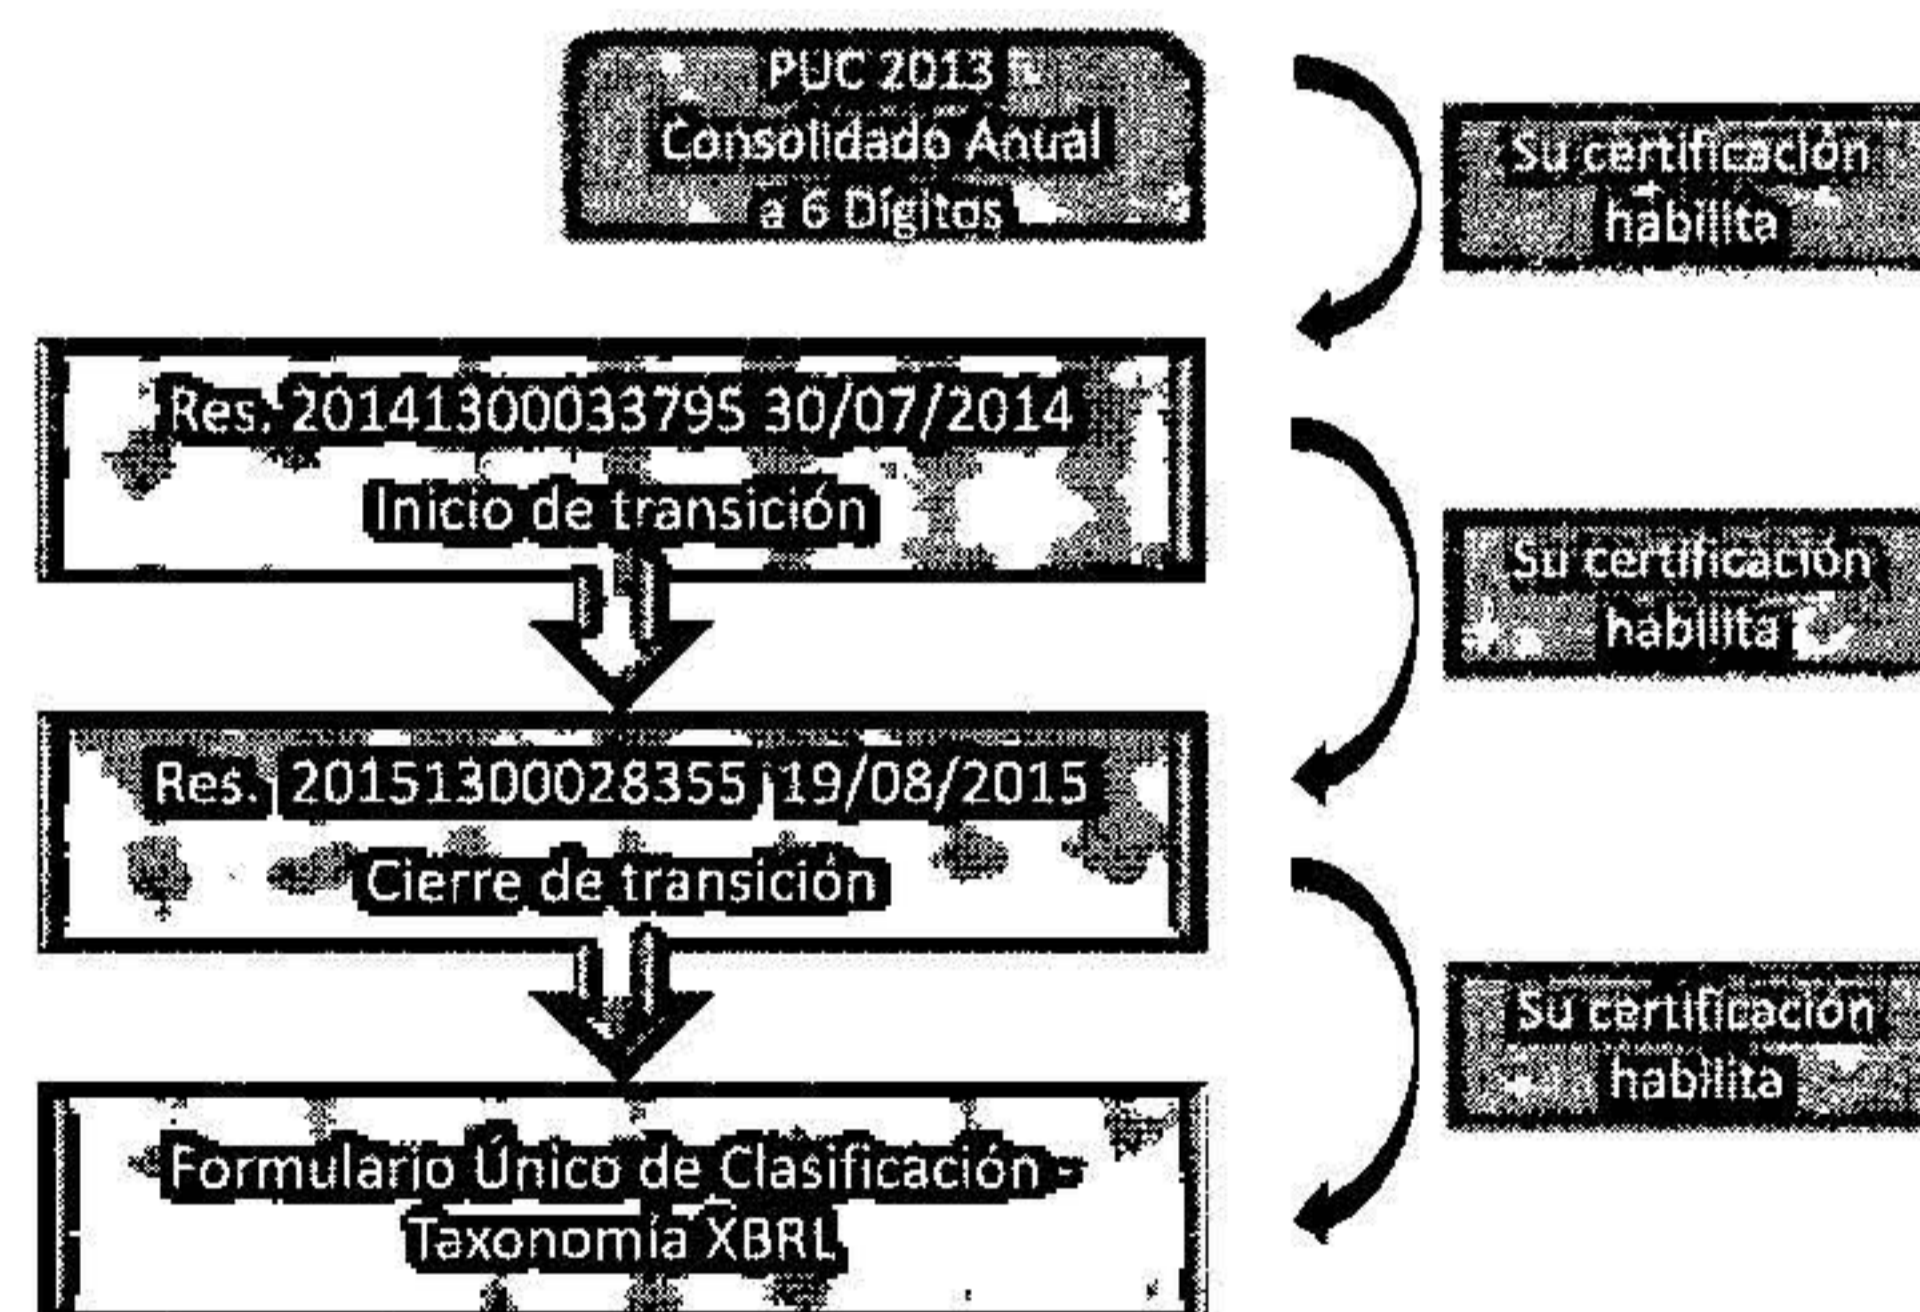 PUC 2013
Consolidado Anual
a 6 Dígitos
Su certificación
habilita
Res. 20141300033795 30/07/2014
Inicio de transición
Su certificación
habilita
Res. 20151300028355 19/08/2015
Cierre de transición
Su certificación
habilita
Formulario Único de Clasificación -
Taxonomía XBRL